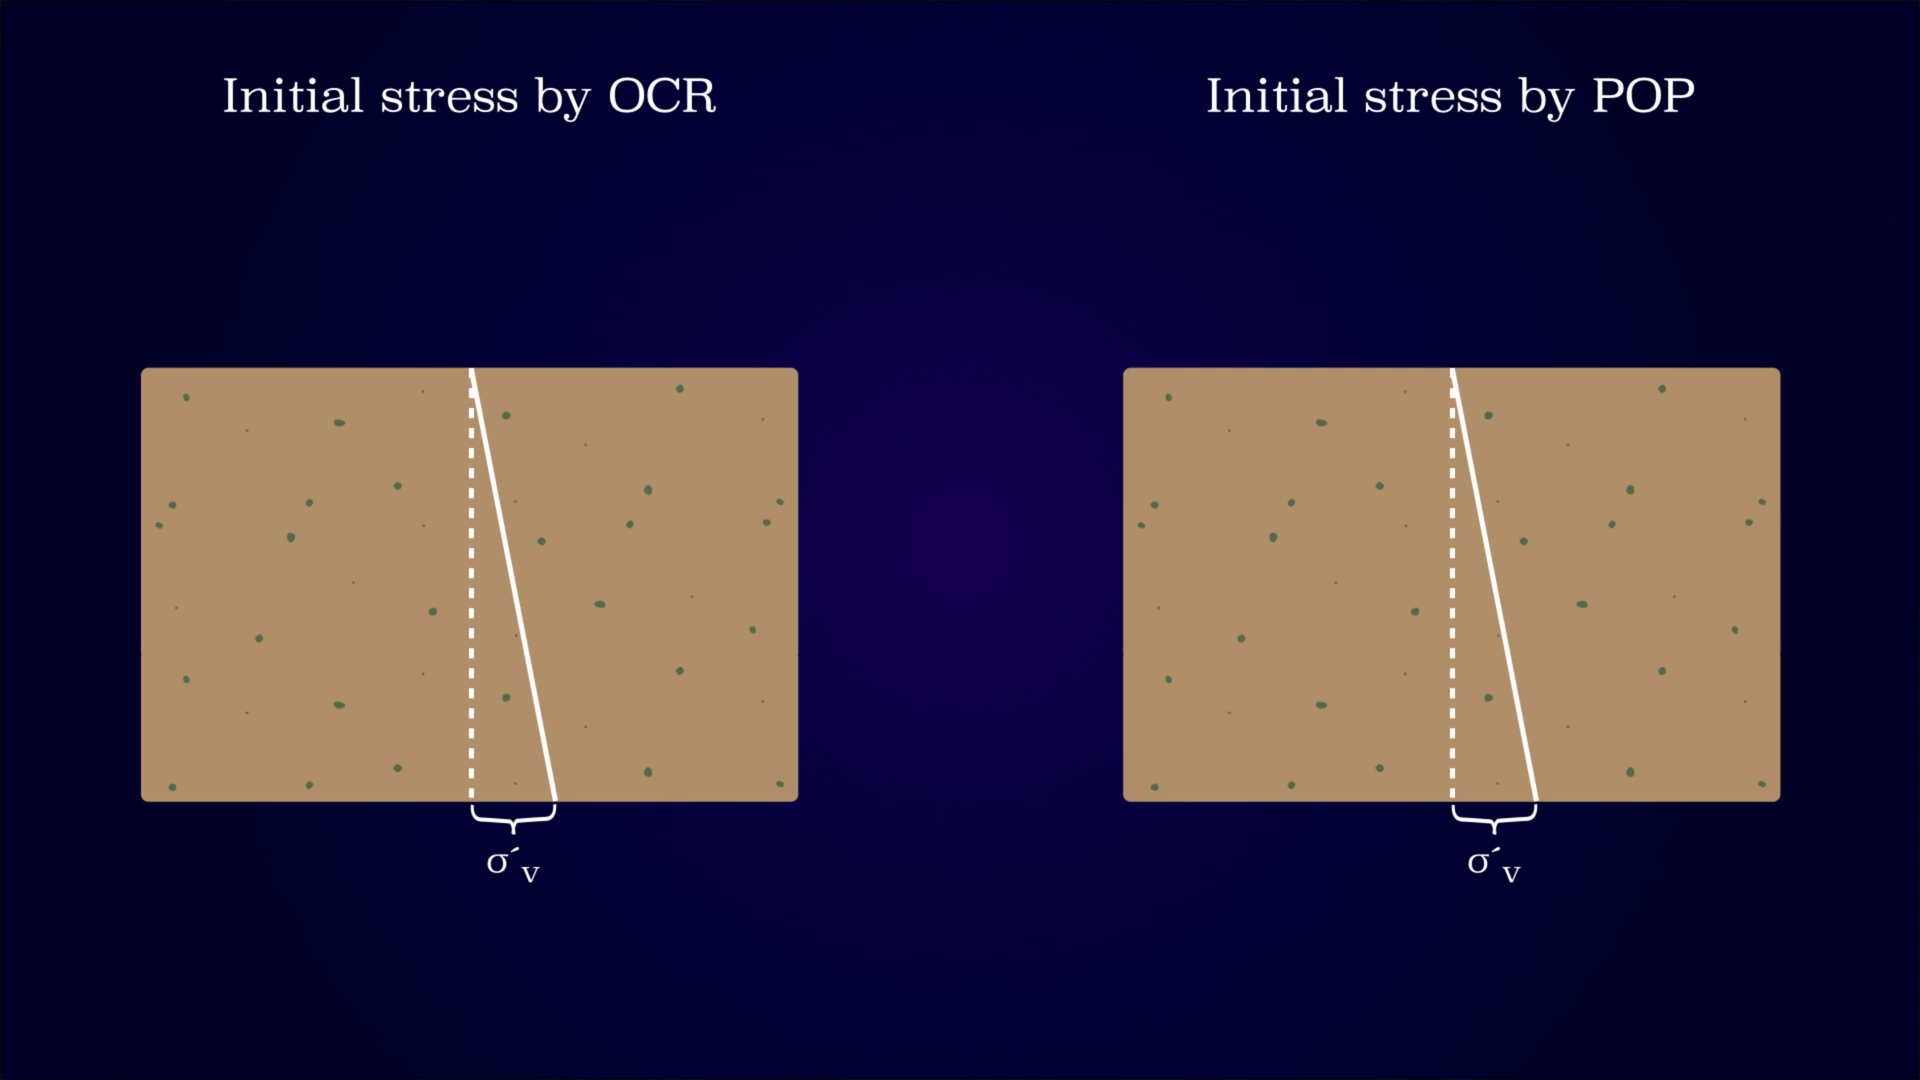 Initial stress by OCR
Initial stress by POP
σ´v
σ´v